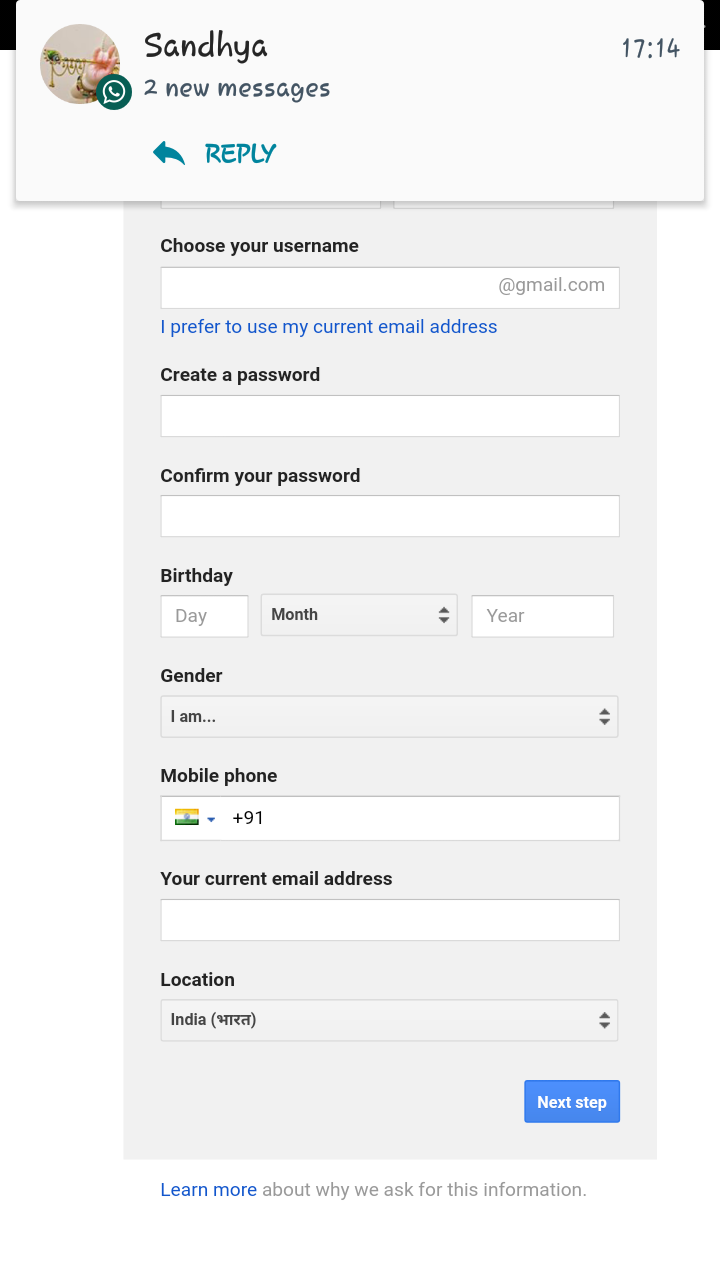 Sandhya
17:14
2 new messages
REPLY
Choose your username
@gmail.com
I prefer to use my current email address
Create a password
Confirm your password
Birthday
Day Month Year
Gender
I am...
Mobile phone
+91
Your current email address
Location
India (भारत)
Next step
Learn more about why we ask for this information.